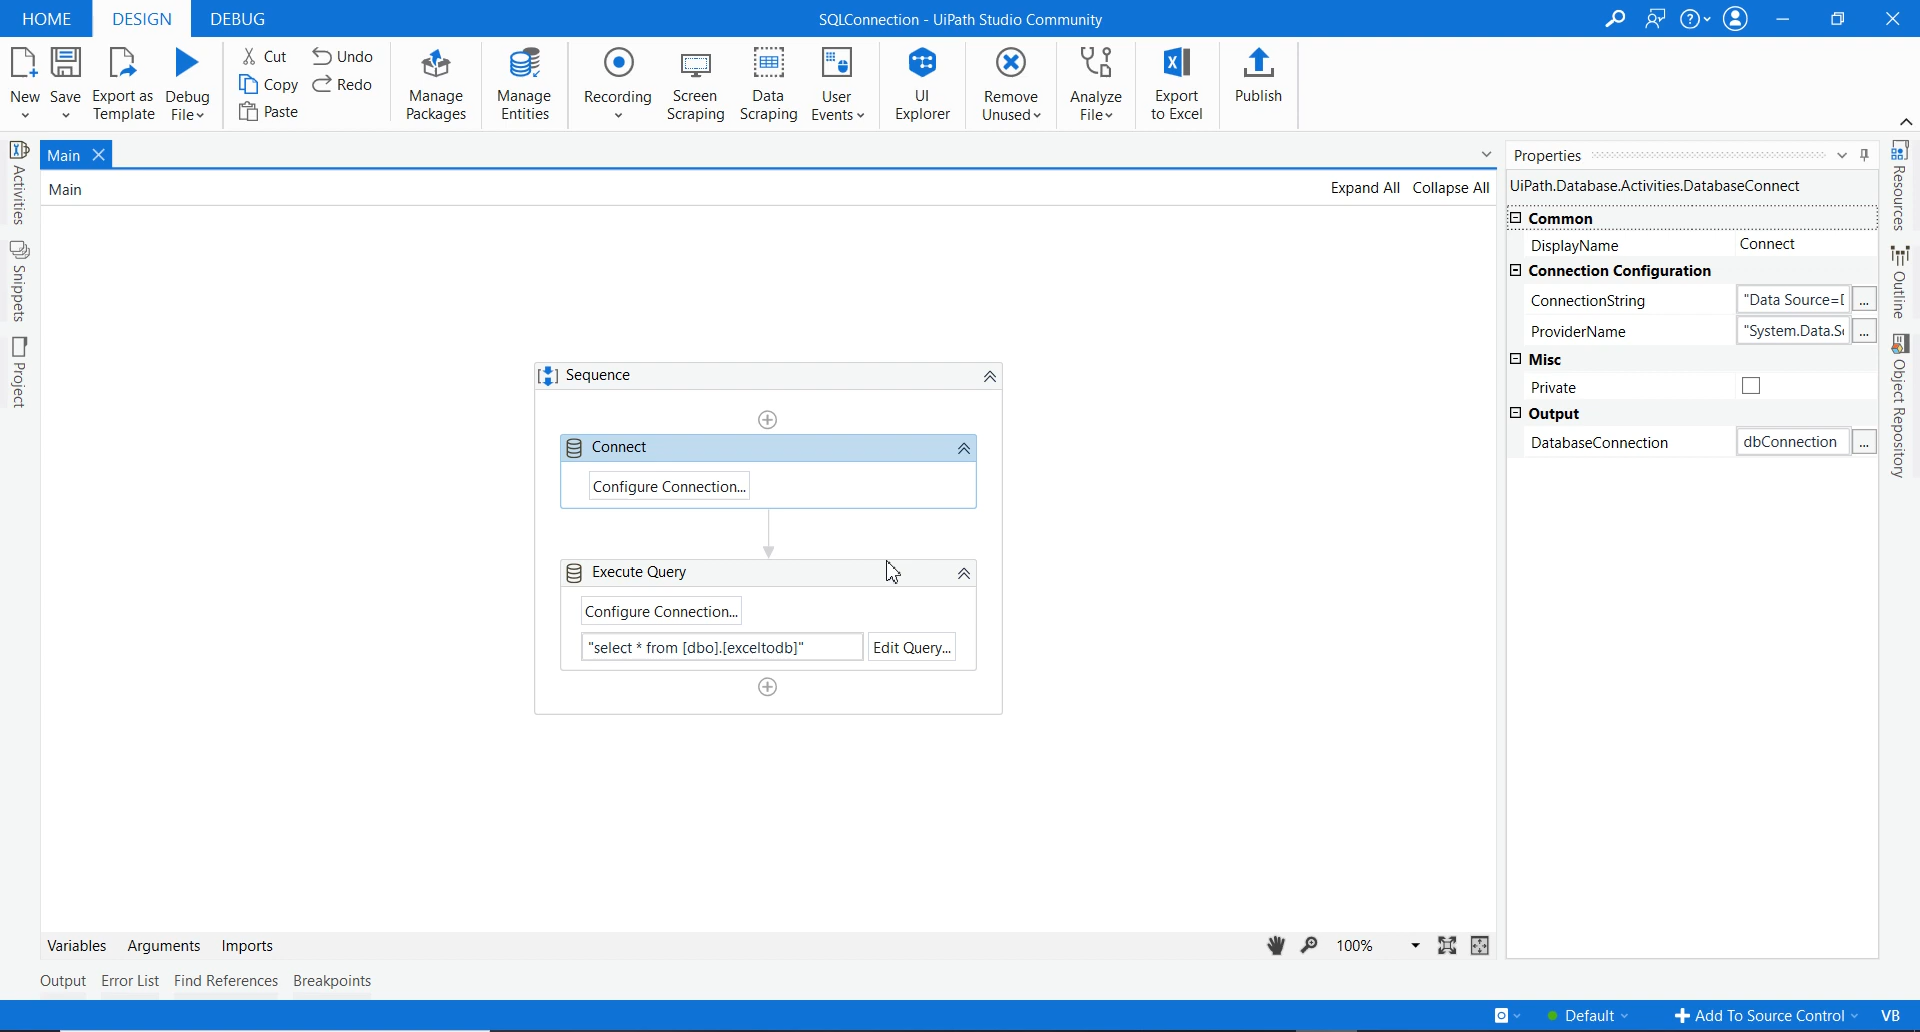 HOME DESIGN DEBUG SQLConnection - UiPath Studio Community
New Save Export as Template Debug File
Cut Copy Paste Undo Redo
Manage Packages Manage Entities
Recording Screen Scraping Data Scraping User Events
UI Explorer Remove Unused Analyze File Export to Excel Publish
Activities
Snippets
Project
Main
Main Expand All Collapse All
Sequence
Connect
Configure Connection...
Execute Query
Configure Connection...
"select * from [dbo].[exceltodb]" Edit Query...
Properties
UiPath.Database.Activities.DatabaseConnect
Common
DisplayName Connect
Connection Configuration
ConnectionString "Data Source= ...
ProviderName "System.Data.S ...
Misc
Private
Output
DatabaseConnection dbConnection ...
Resources
Outline
Object Repository
Variables Arguments Imports 100%
Output Error List Find References Breakpoints
Default Add To Source Control VB